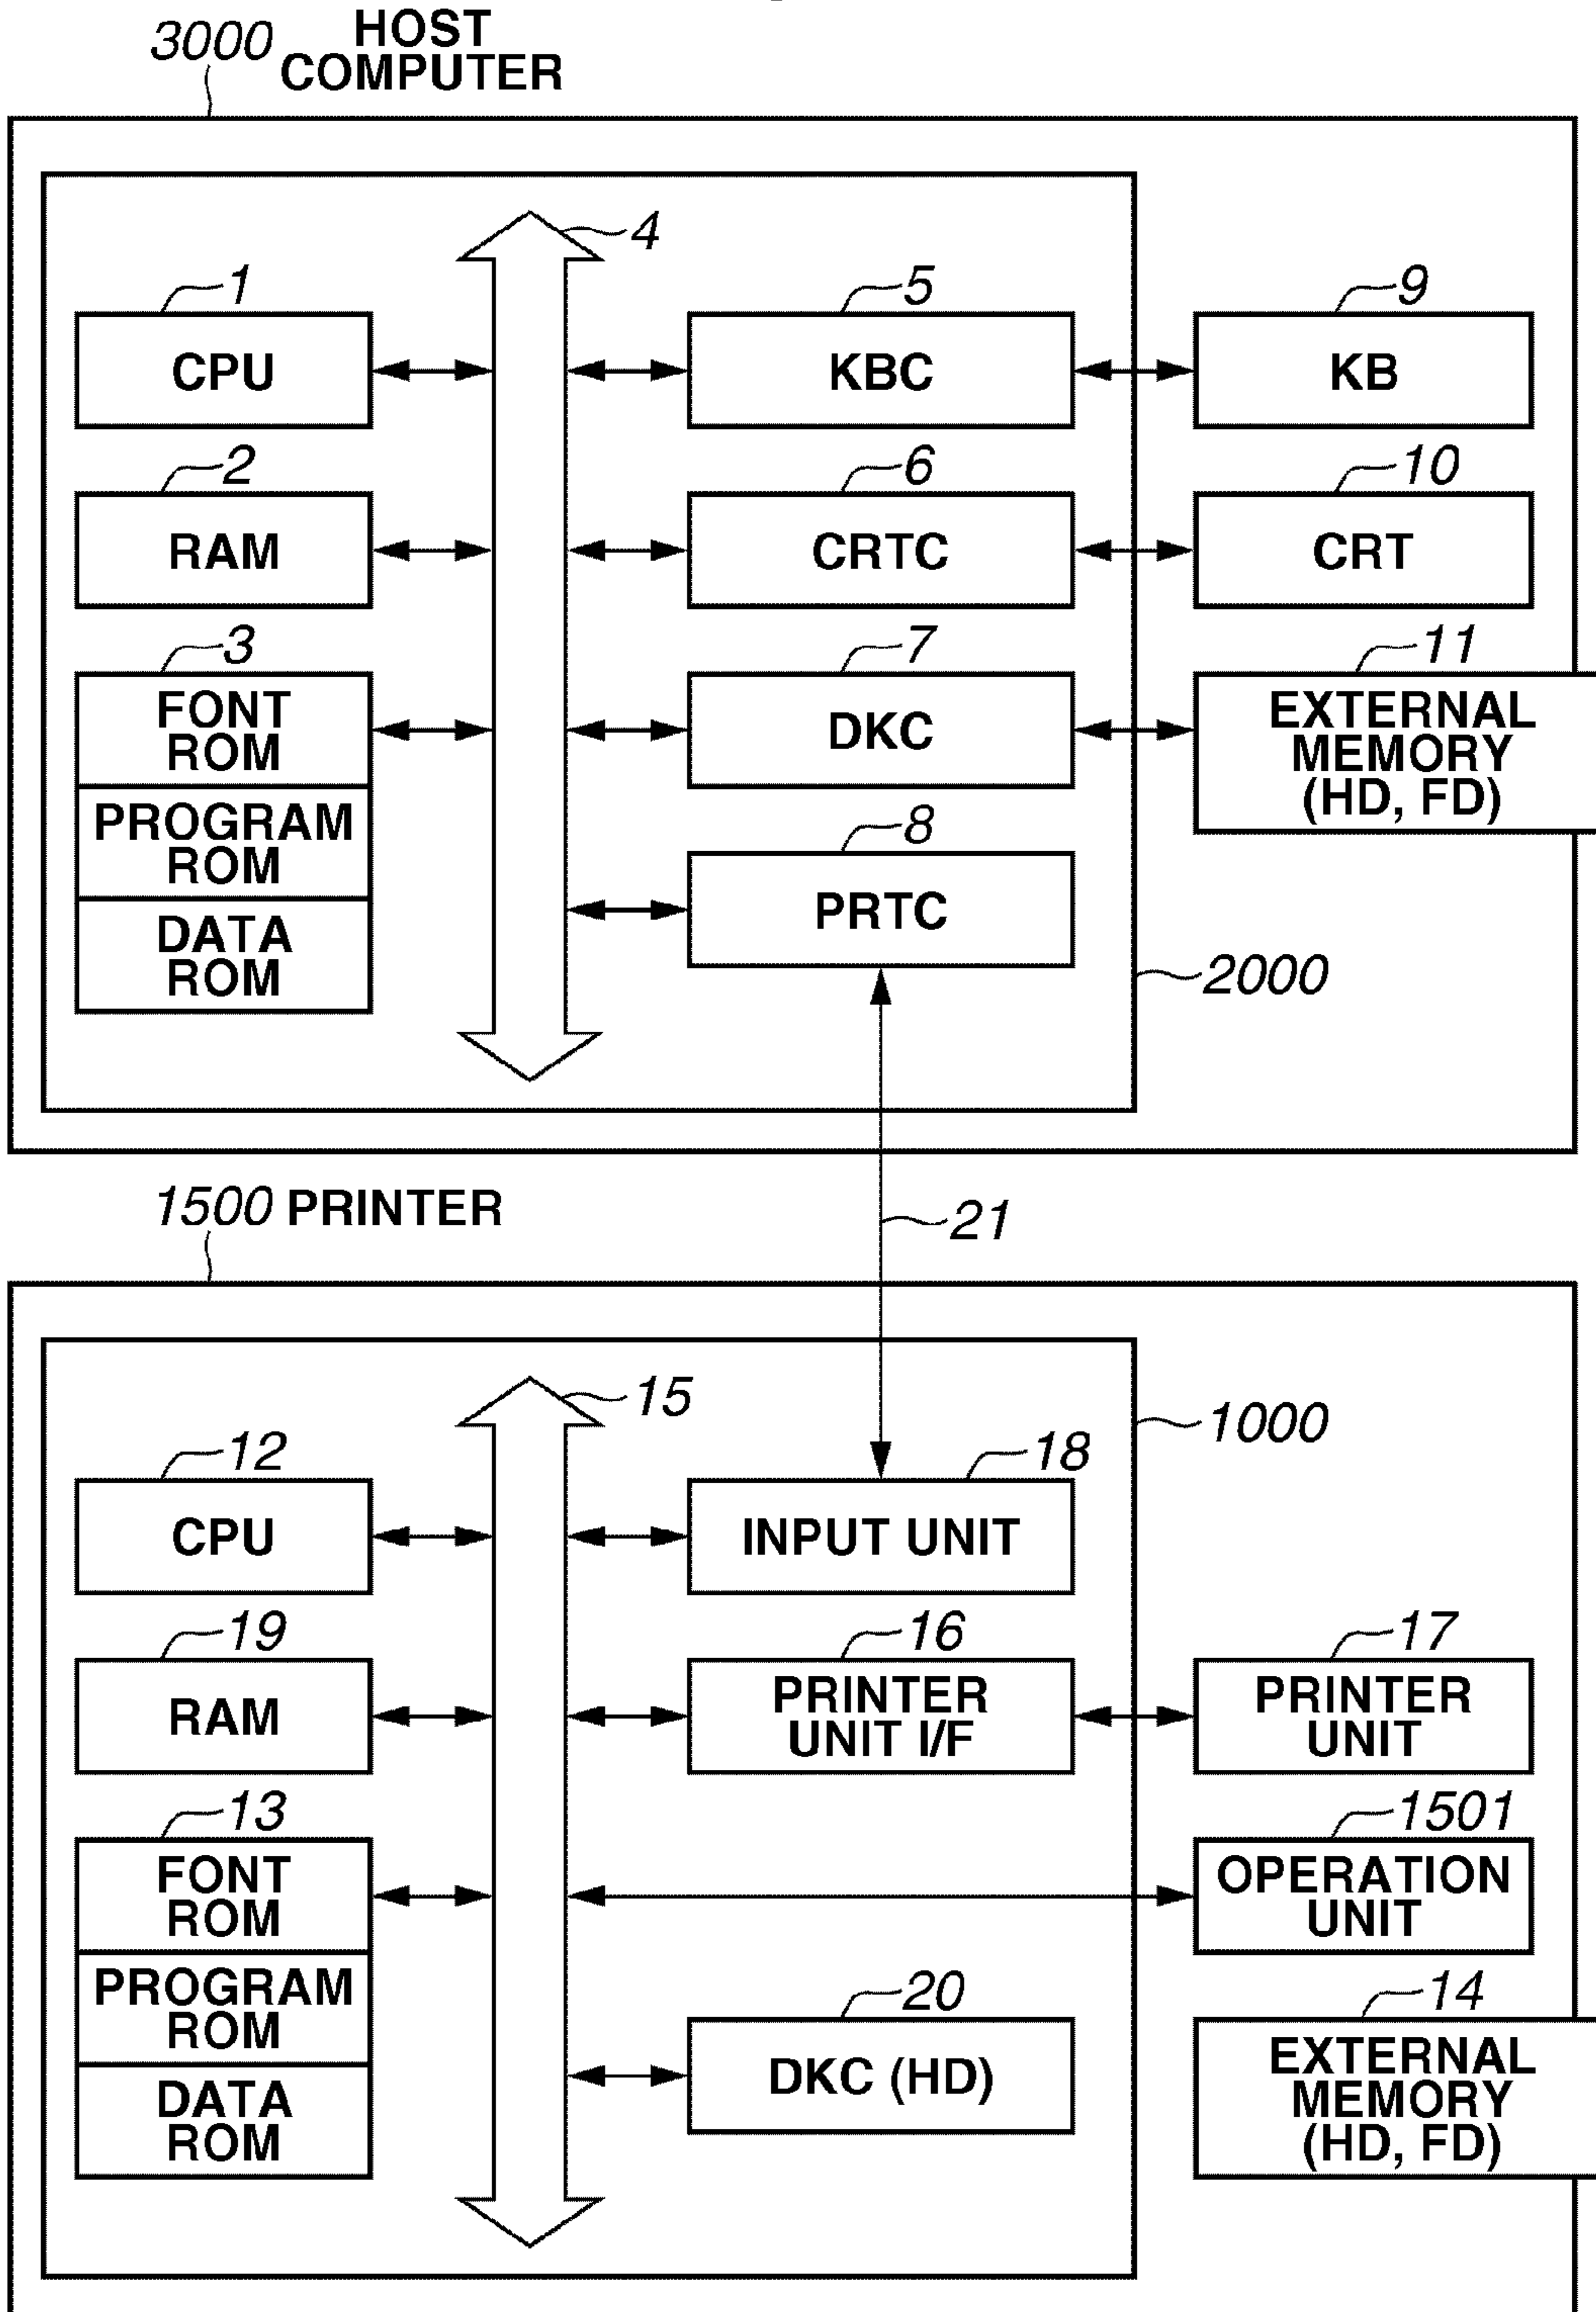 3000 HOST
COMPUTER
4
1
5
9
CPU
KBC
KB
2
6
10
RAM
CRTC
CRT
3
7
11
FONT
ROM
DKC
EXTERNAL
MEMORY
(HD, FD)
PROGRAM
ROM
8
PRTC
DATA
ROM
2000
1500 PRINTER
21
15
1000
12
18
CPU
INPUT UNIT
19
16
17
RAM
PRINTER
UNIT I/F
PRINTER
UNIT
13
1501
FONT
ROM
OPERATION
UNIT
PROGRAM
ROM
20
14
DKC (HD)
EXTERNAL
MEMORY
(HD, FD)
DATA
ROM